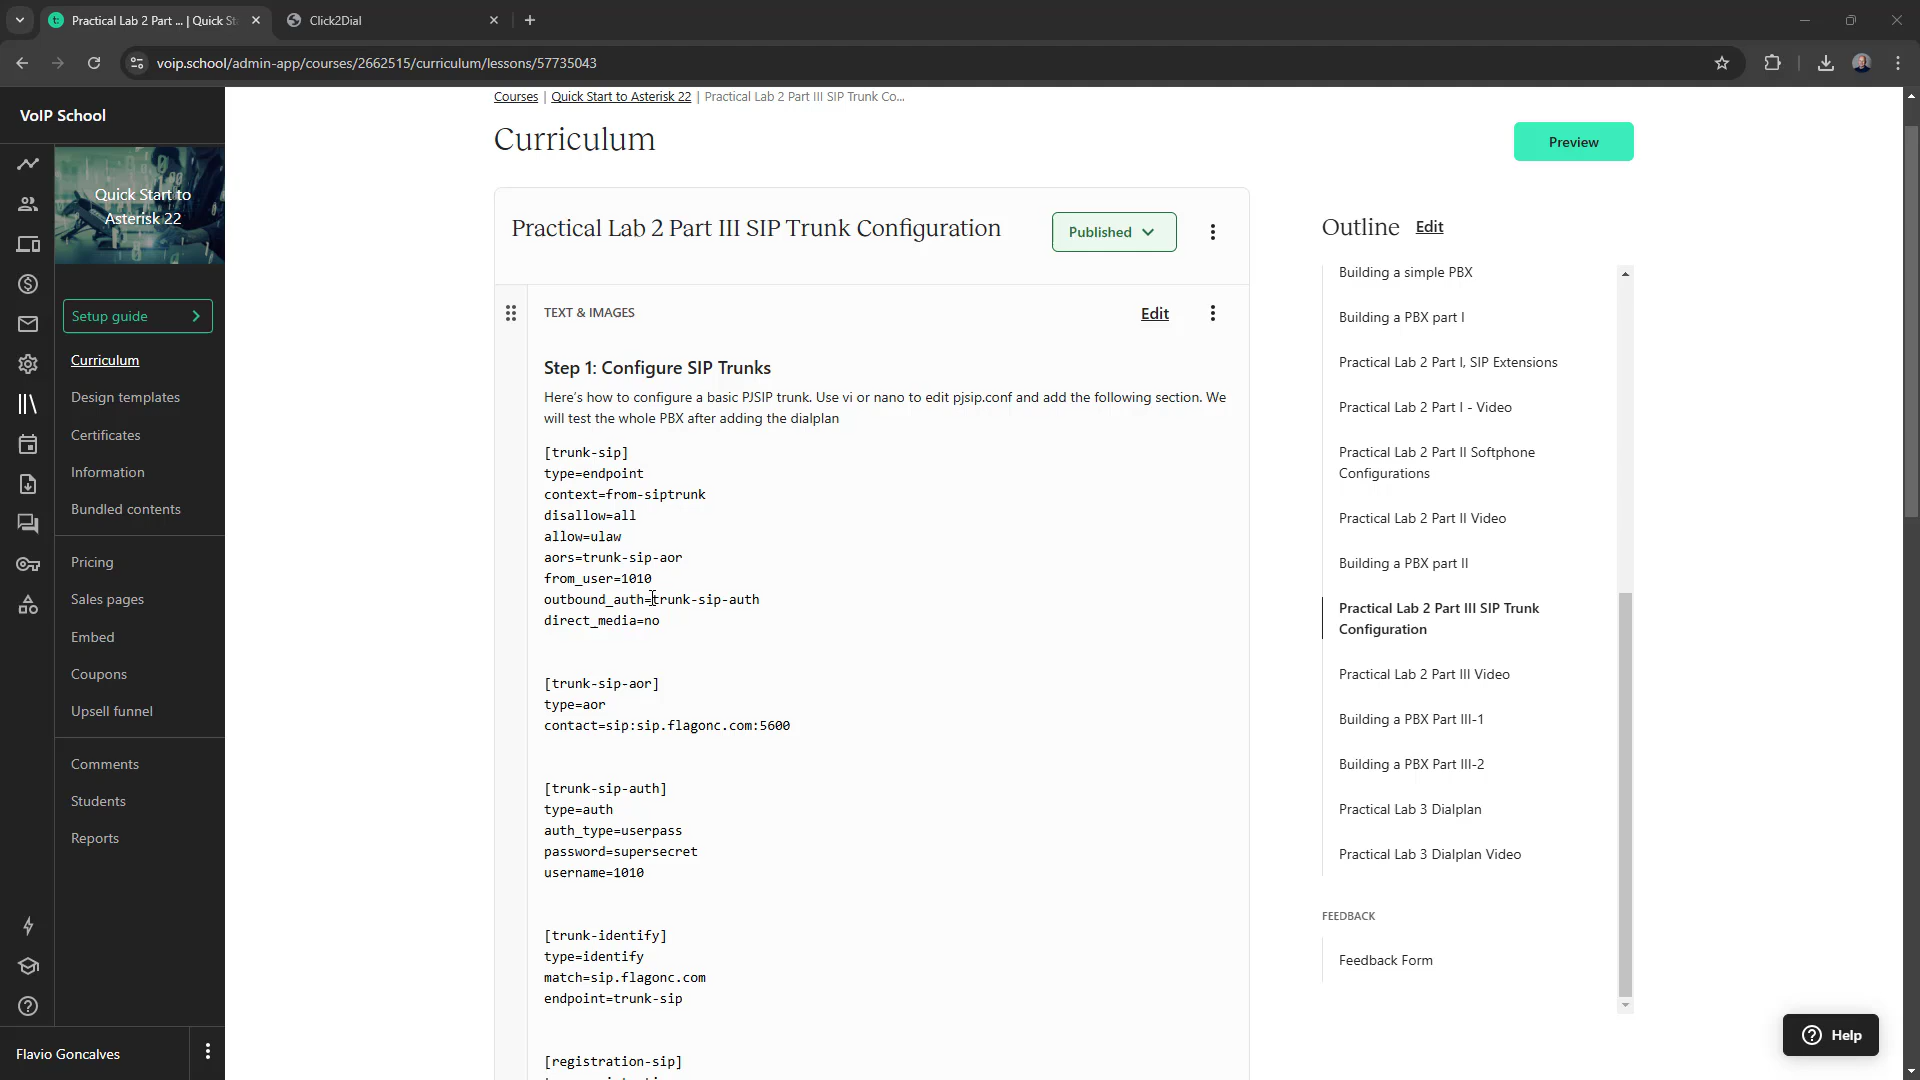 Practical Lab 2 Part ... | Quick St
Click2Dial
voip.school/admin-app/courses/2662515/curriculum/lessons/57735043
VoIP School
Quick Start to
Asterisk 22
Setup guide
Curriculum
Design templates
Certificates
Information
Bundled contents
Pricing
Sales pages
Embed
Coupons
Upsell funnel
Comments
Students
Reports
Flavio Goncalves
Courses | Quick Start to Asterisk 22 | Practical Lab 2 Part III SIP Trunk Co...
Curriculum
Preview
Practical Lab 2 Part III SIP Trunk Configuration
Published
TEXT & IMAGES
Edit
Step 1: Configure SIP Trunks
Here's how to configure a basic PJSIP trunk. Use vi or nano to edit pjsip.conf and add the following section. We
will test the whole PBX after adding the dialplan
[trunk-sip]
type=endpoint
context=from-siptrunk
disallow=all
allow=ulaw
aors=trunk-sip-aor
from_user=1010
outbound_auth=trunk-sip-auth
direct_media=no
[trunk-sip-aor]
type=aor
contact=sip:sip.flagonc.com:5600
[trunk-sip-auth]
type=auth
auth_type=userpass
password=supersecret
username=1010
[trunk-identify]
type=identify
match=sip.flagonc.com
endpoint=trunk-sip
[registration-sip]
Outline
Edit
Building a simple PBX
Building a PBX part I
Practical Lab 2 Part I, SIP Extensions
Practical Lab 2 Part I - Video
Practical Lab 2 Part II Softphone
Configurations
Practical Lab 2 Part II Video
Building a PBX part II
Practical Lab 2 Part III SIP Trunk
Configuration
Practical Lab 2 Part III Video
Building a PBX Part III-1
Building a PBX Part III-2
Practical Lab 3 Dialplan
Practical Lab 3 Dialplan Video
FEEDBACK
Feedback Form
Help